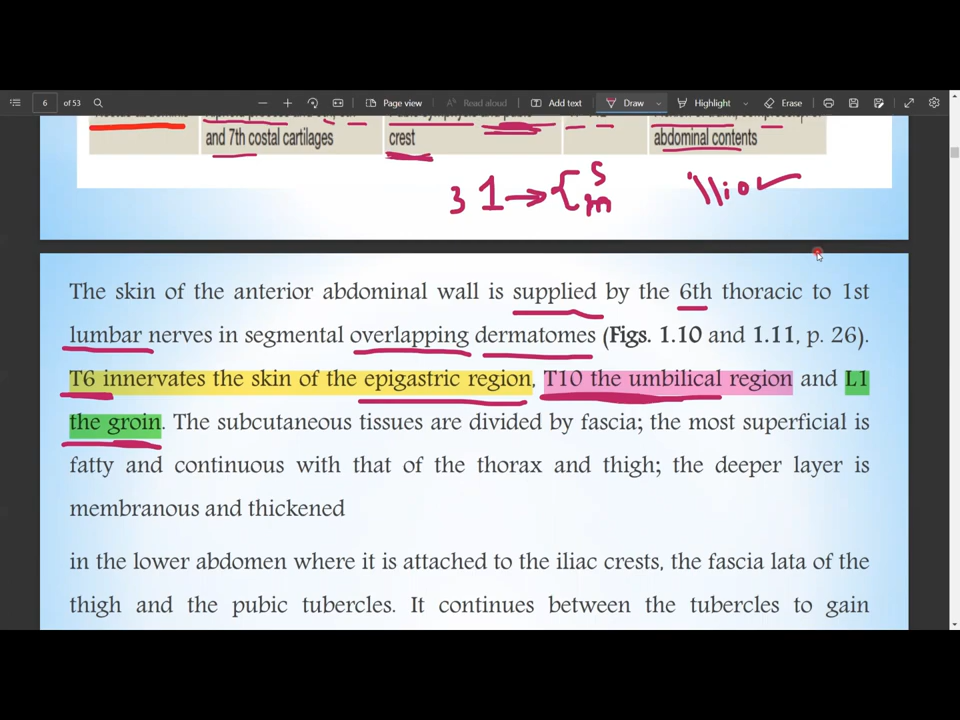 6 of 53 Page view Read aloud Add text Draw Highlight Erase
and 7th costal cartilages crest abdominal contents
3 1 → { s
m
The skin of the anterior abdominal wall is supplied by the 6th thoracic to 1st
lumbar nerves in segmental overlapping dermatomes (Figs. 1.10 and 1.11, p. 26).
T6 innervates the skin of the epigastric region, T10 the umbilical region and L1
the groin. The subcutaneous tissues are divided by fascia; the most superficial is
fatty and continuous with that of the thorax and thigh; the deeper layer is
membranous and thickened
in the lower abdomen where it is attached to the iliac crests, the fascia lata of the
thigh and the pubic tubercles. It continues between the tubercles to gain